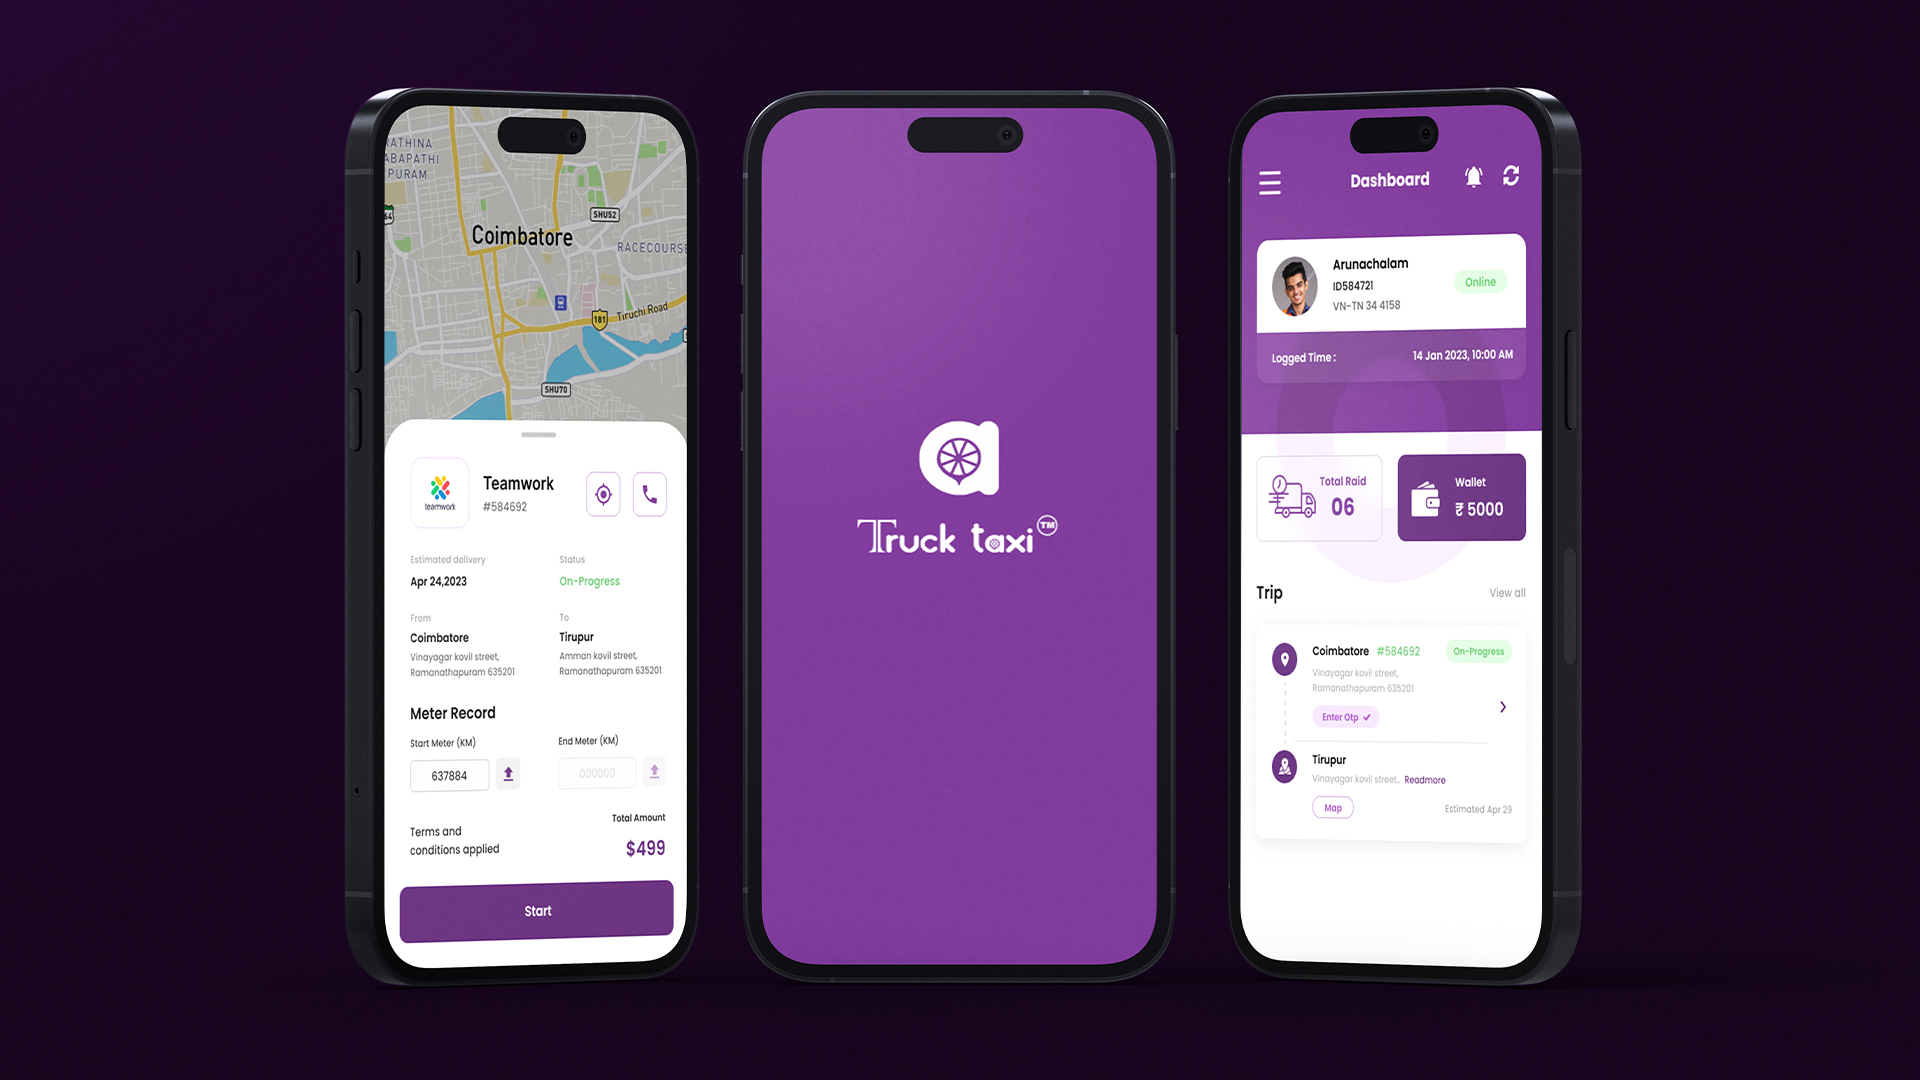 RATHINA
ABAPATHI
PURAM
64
SHU52
Coimbatore
RACECOURSE
181
Tiruchi Road
SHU70
teamwork
Teamwork
#584692
Estimated delivery
Status
Apr 24,2023
On-Progress
From
To
Coimbatore
Tirupur
Vinayagar kovil street,
Ramanathapuram 635201
Amman kovil street,
Ramanathapuram 635201
Meter Record
Start Meter (KM)
End Meter (KM)
637884
000000
Total Amount
Terms and
conditions applied
$499
Start
a
Truck taxi TM
Dashboard
Arunachalam
ID584721
VN-TN 34 4158
Online
Logged Time :
14 Jan 2023, 10:00 AM
Total Raid
06
Wallet
₹ 5000
Trip
View all
Coimbatore #584692
On-Progress
Vinayagar kovil street,
Ramanathapuram 635201
Enter Otp
Tirupur
Vinayagar kovil street.. Readmore
Map
Estimated Apr 29